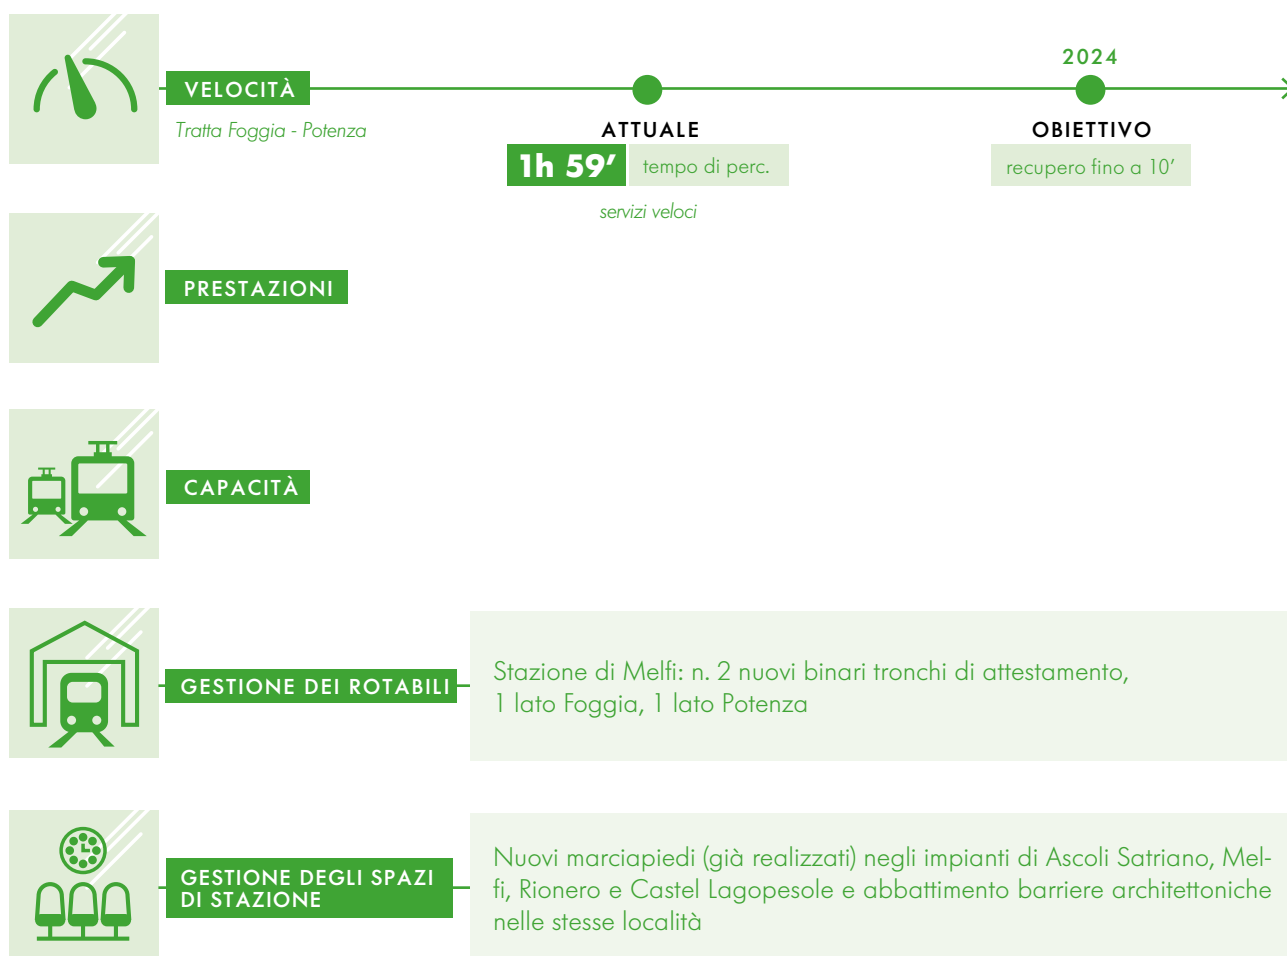 2024
VELOCITÀ
Tratta Foggia - Potenza
ATTUALE
OBIETTIVO
1h 59’ tempo di perc.
recupero fino a 10’
servizi veloci
PRESTAZIONI
CAPACITÀ
GESTIONE DEI ROTABILI
Stazione di Melfi: n. 2 nuovi binari tronchi di attestamento,
1 lato Foggia, 1 lato Potenza
GESTIONE DEGLI SPAZI
DI STAZIONE
Nuovi marciapiedi (già realizzati) negli impianti di Ascoli Satriano, Mel-
fi, Rionero e Castel Lagopesole e abbattimento barriere architettoniche
nelle stesse località